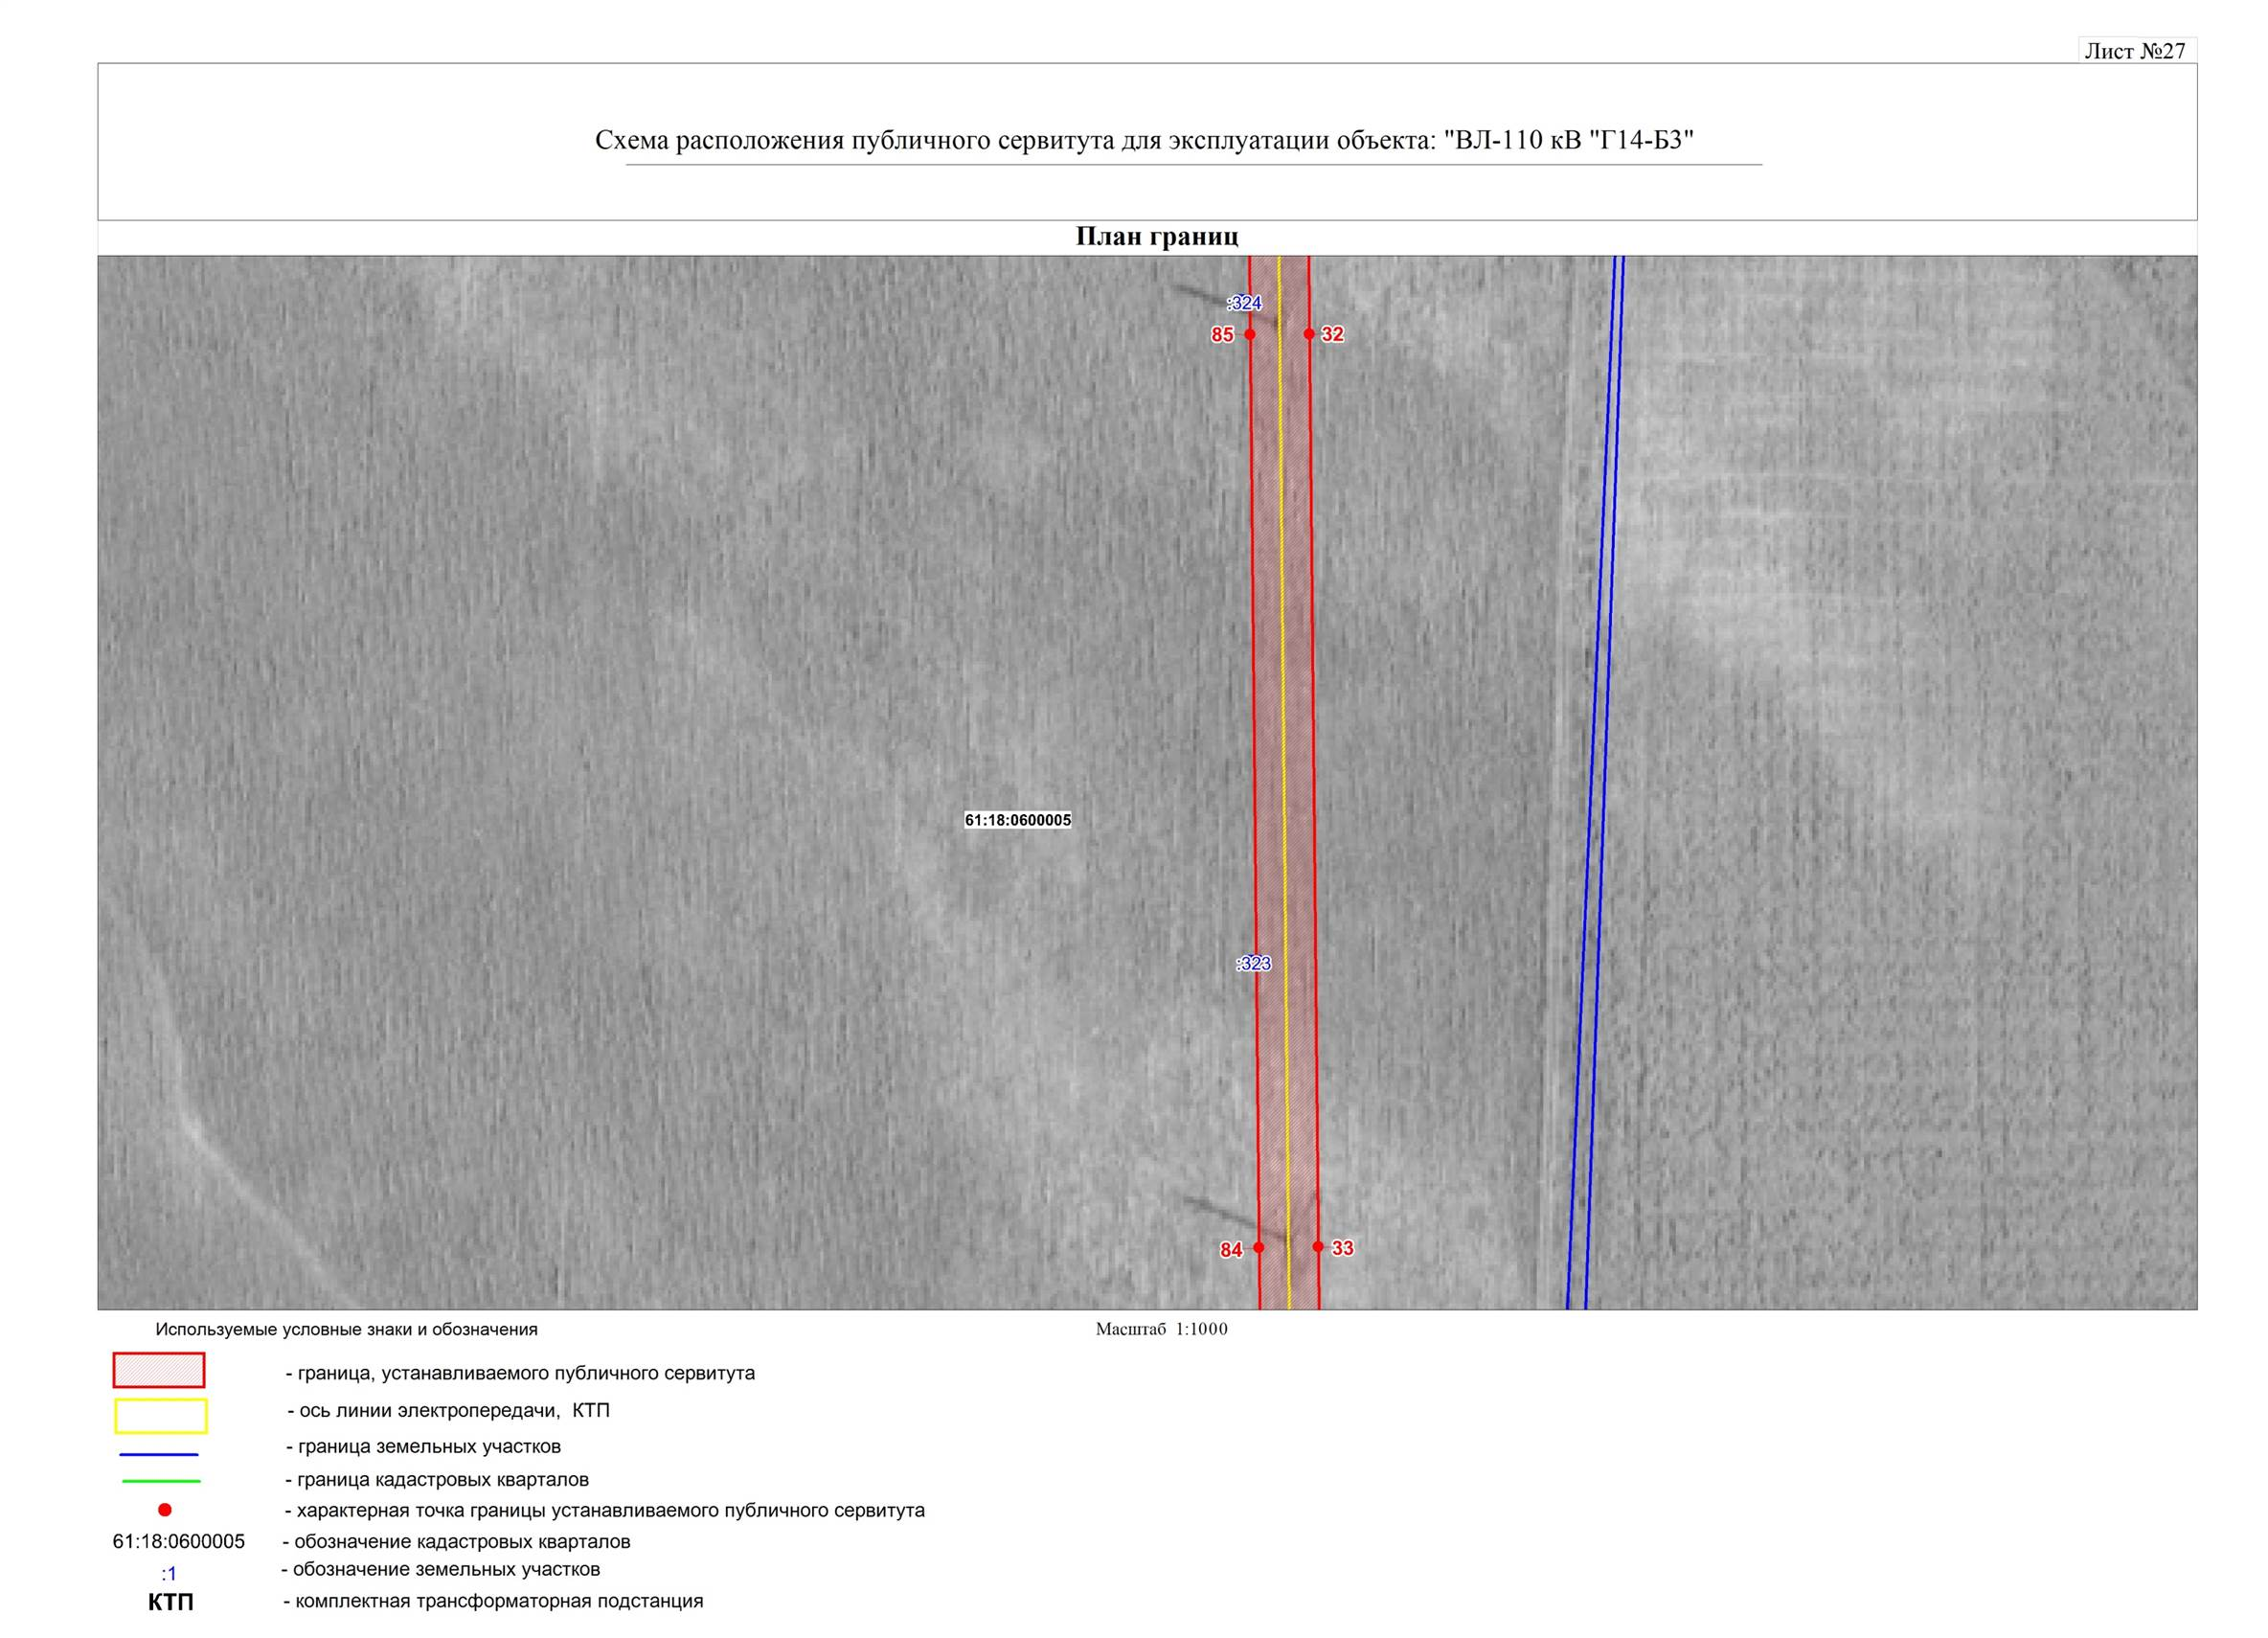 Лист №27
Схема расположения публичного сервитута для эксплуатации объекта: "ВЛ-110 кВ "Г14-Б3"
План границ
:324
85
32
61:18:0600005
:323
84
33
Используемые условные знаки и обозначения
Масштаб 1:1000
- граница, устанавливаемого публичного сервитута
- ось линии электропередачи, КТП
- граница земельных участков
- граница кадастровых кварталов
- характерная точка границы устанавливаемого публичного сервитута
61:18:0600005 - обозначение кадастровых кварталов
:1 - обозначение земельных участков
КТП - комплектная трансформаторная подстанция